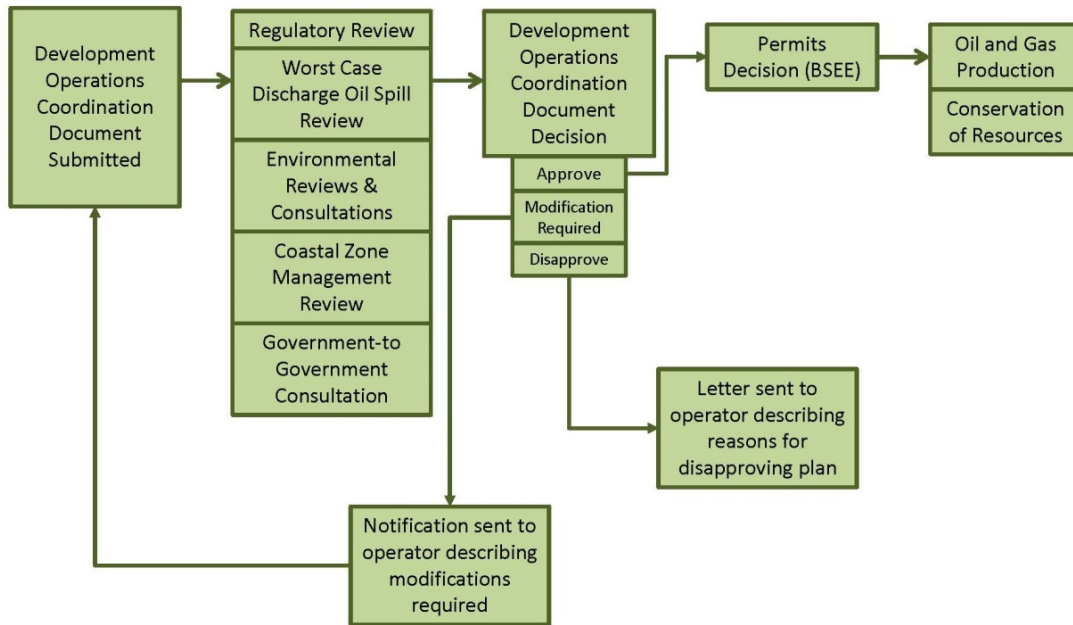 Development
Operations
Coordination
Document
Submitted
Regulatory Review
Worst Case
Discharge Oil Spill
Review
Environmental
Reviews &
Consultations
Coastal Zone
Management
Review
Government-to
Government
Consultation
Development
Operations
Coordination
Document
Decision
Approve
Modification
Required
Disapprove
Permits
Decision (BSEE)
Oil and Gas
Production
Conservation
of Resources
Letter sent to
operator describing
reasons for
disapproving plan
Notification sent to
operator describing
modifications
required